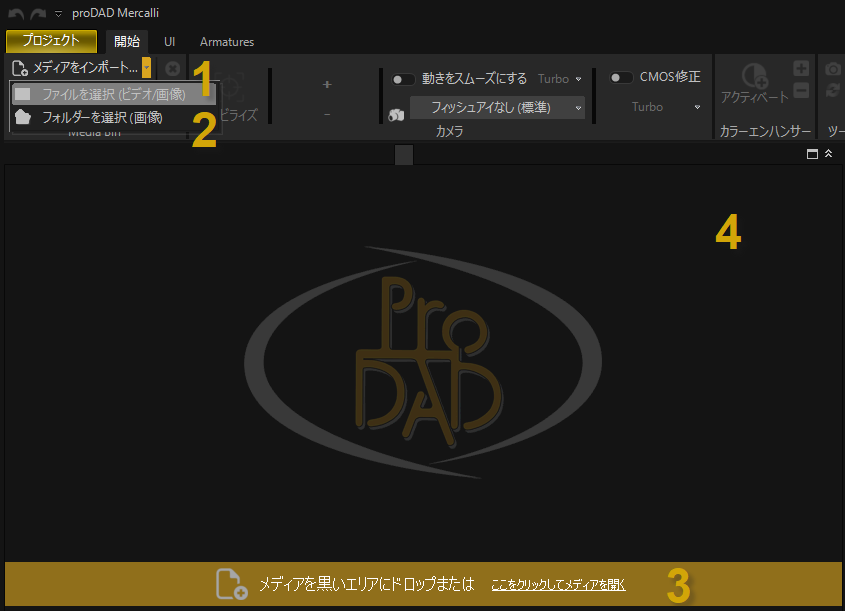 proDAD Mercalli
プロジェクト 開始 UI Armatures
メディアをインポート... 1
ファイルを選択 (ビデオ/画像)
フォルダーを選択 (画像) 2
ビライズ
+
-
動きをスムーズにする Turbo
フィッシュアイなし (標準)
カメラ
CMOS修正
Turbo
アクティベート
カラーエンハンサー
ツー
4
Pro
DAD
メディアを黒いエリアにドロップまたは ここをクリックしてメディアを開く 3